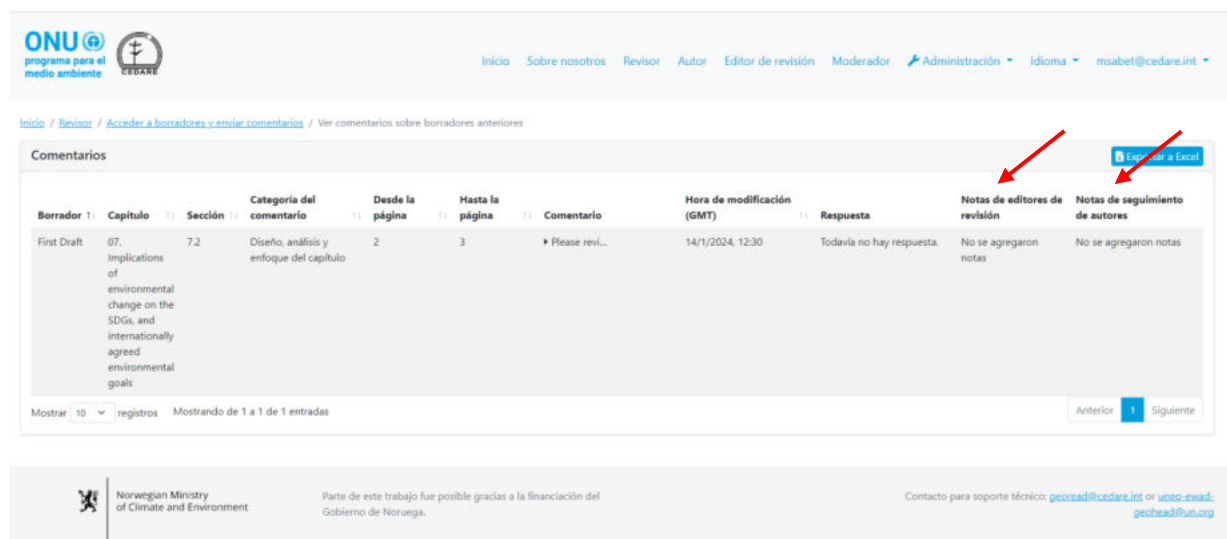 ONU
programa para el
medio ambiente
CEDARE
Inicio Sobre nosotros Revisor Autor Editor de revisión Moderador Administración Idioma msabet@cedare.int
Inicio / Revisor / Acceder a borradores y enviar comentarios / Ver comentarios sobre borradores anteriores
Comentarios
Exportar a Excel
Borrador Capítulo Sección Categoría del comentario Desde la página Hasta la página Comentario Hora de modificación (GMT) Respuesta Notas de editores de revisión Notas de seguimiento de autores
First Draft
07.
Implications
of
environmental
change on the
SDGs, and
internationally
agreed
environmental
goals
7.2
Diseño, análisis y
enfoque del capítulo
2
3
Please revi...
14/1/2024, 12:30
Todavía no hay respuesta.
No se agregaron
notas
No se agregaron notas
Mostrar 10 registros Mostrando de 1 a 1 de 1 entradas
Anterior 1 Siguiente
Norwegian Ministry
of Climate and Environment
Parte de este trabajo fue posible gracias a la financiación del
Gobierno de Noruega.
Contacto para soporte técnico: georead@cedare.int or unep-ewad-
geohead@un.org